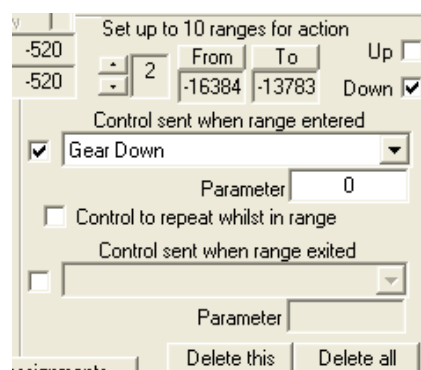 Set up to 10 ranges for action
-520 2 From To Up
-520 -16384 -13783 Down
Control sent when range entered
Gear Down
Parameter 0
Control to repeat whilst in range
Control sent when range exited
Parameter
Delete this Delete all